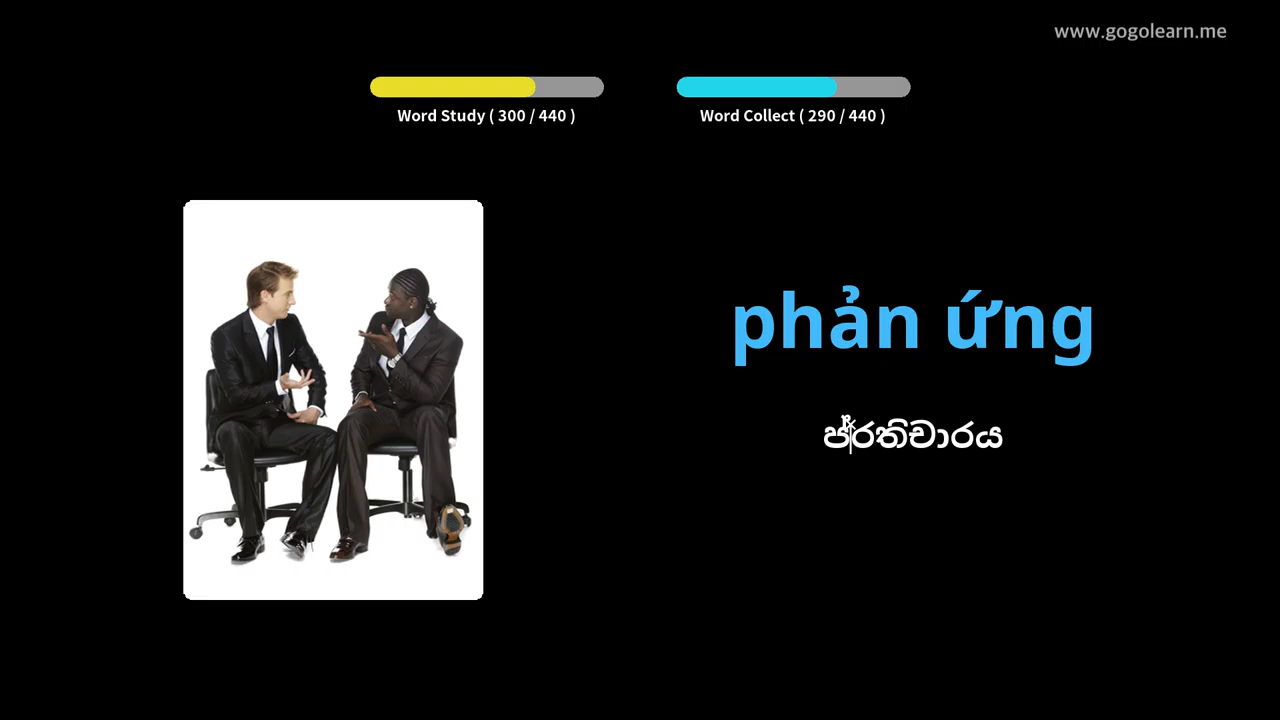 www.gogolearn.me
Word Study ( 300 / 440 )
Word Collect ( 290 / 440 )
phản ứng
ප්‍රතිචාරය